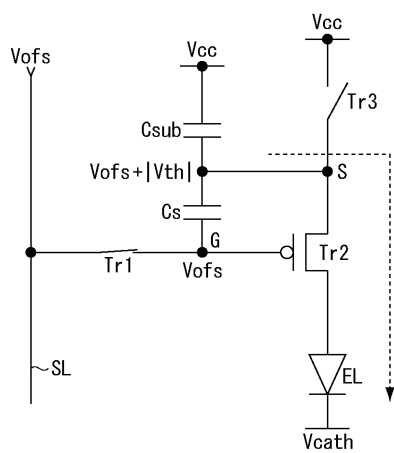 Vcc
Vofs
Vcc
Tr3
Csub
Vofs+|Vth|
S
Cs
G
Tr1
Vofs
Tr2
SL
EL
Vcath